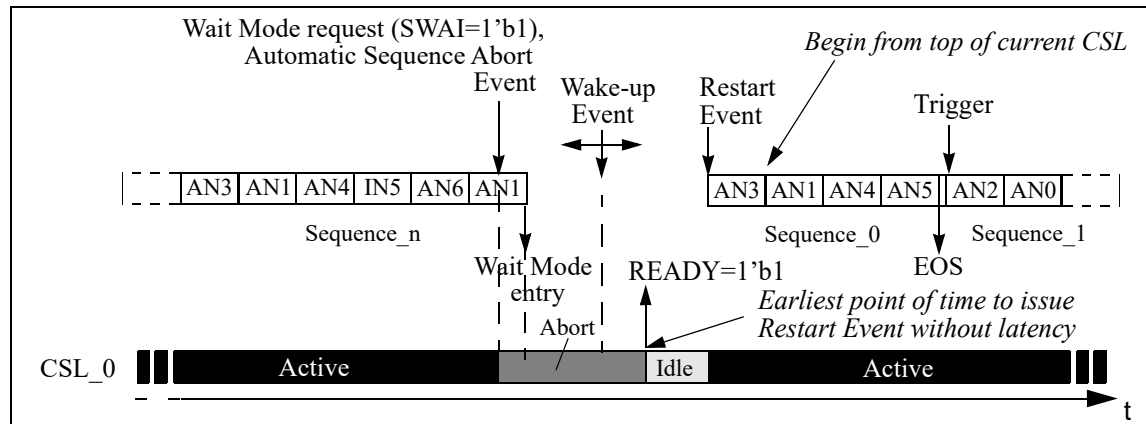 Wait Mode request (SWAI=1’b1),
Automatic Sequence Abort
Event
Wake-up
Event
Restart
Event
Begin from top of current CSL
Trigger
AN3 AN1 AN4 IN5 AN6 AN1
AN3 AN1 AN4 AN5 AN2 AN0
Sequence_n
Sequence_0
Sequence_1
Wait Mode
entry
READY=1’b1
EOS
Earliest point of time to issue
Restart Event without latency
Abort
CSL_0
Active
Idle
Active
t